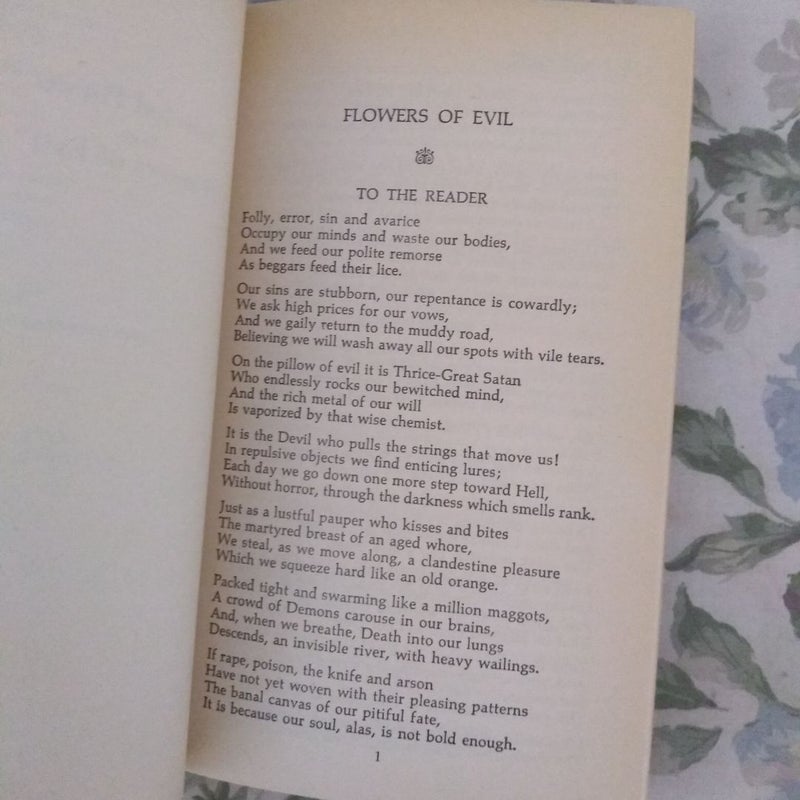 FLOWERS OF EVIL
TO THE READER
Folly, error, sin and avarice
Occupy our minds and waste our bodies,
And we feed our polite remorse
As beggars feed their lice.
Our sins are stubborn, our repentance is cowardly;
We ask high prices for our vows,
And we gaily return to the muddy road,
Believing we will wash away all our spots with vile tears.
On the pillow of evil it is Thrice-Great Satan
Who endlessly rocks our bewitched mind,
And the rich metal of our will
Is vaporized by that wise chemist.
It is the Devil who pulls the strings that move us!
In repulsive objects we find enticing lures;
Each day we go down one more step toward Hell,
Without horror, through the darkness which smells rank.
Just as a lustful pauper who kisses and bites
The martyred breast of an aged whore,
We steal, as we move along, a clandestine pleasure
Which we squeeze hard like an old orange.
Packed tight and swarming like a million maggots,
A crowd of Demons carouse in our brains,
And, when we breathe, Death into our lungs
Descends, an invisible river, with heavy wailings.
If rape, poison, the knife and arson
Have not yet woven with their pleasing patterns
The banal canvas of our pitiful fate,
It is because our soul, alas, is not bold enough.
1